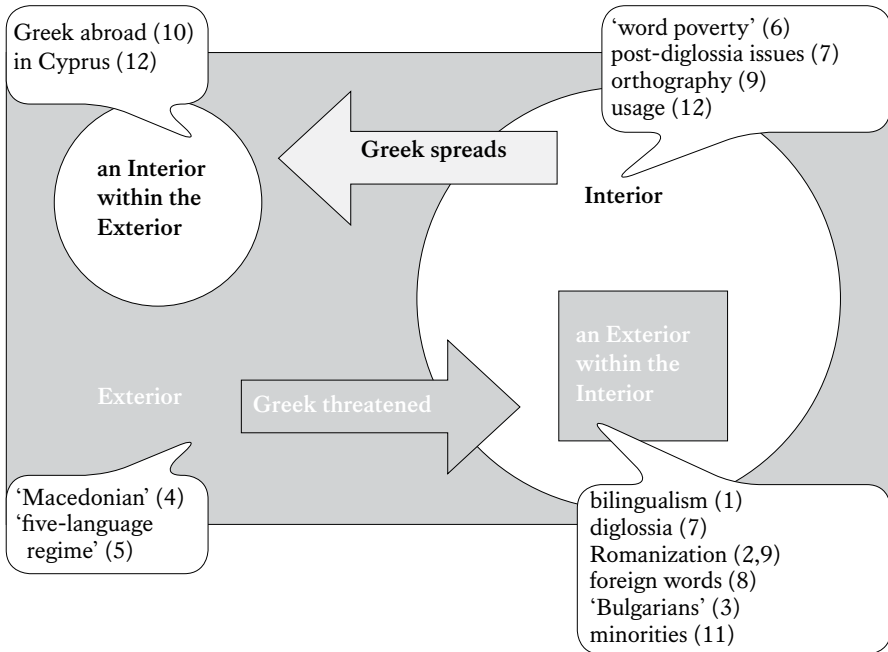 Greek abroad (10)
in Cyprus (12)
‘word poverty’ (6)
post-diglossia issues (7)
orthography (9)
usage (12)
an Interior
within the
Exterior
Greek spreads
Interior
an Exterior
within the
Interior
Exterior
Greek threatened
‘Macedonian’ (4)
‘five-language
regime’ (5)
bilingualism (1)
diglossia (7)
Romanization (2,9)
foreign words (8)
‘Bulgarians’ (3)
minorities (11)